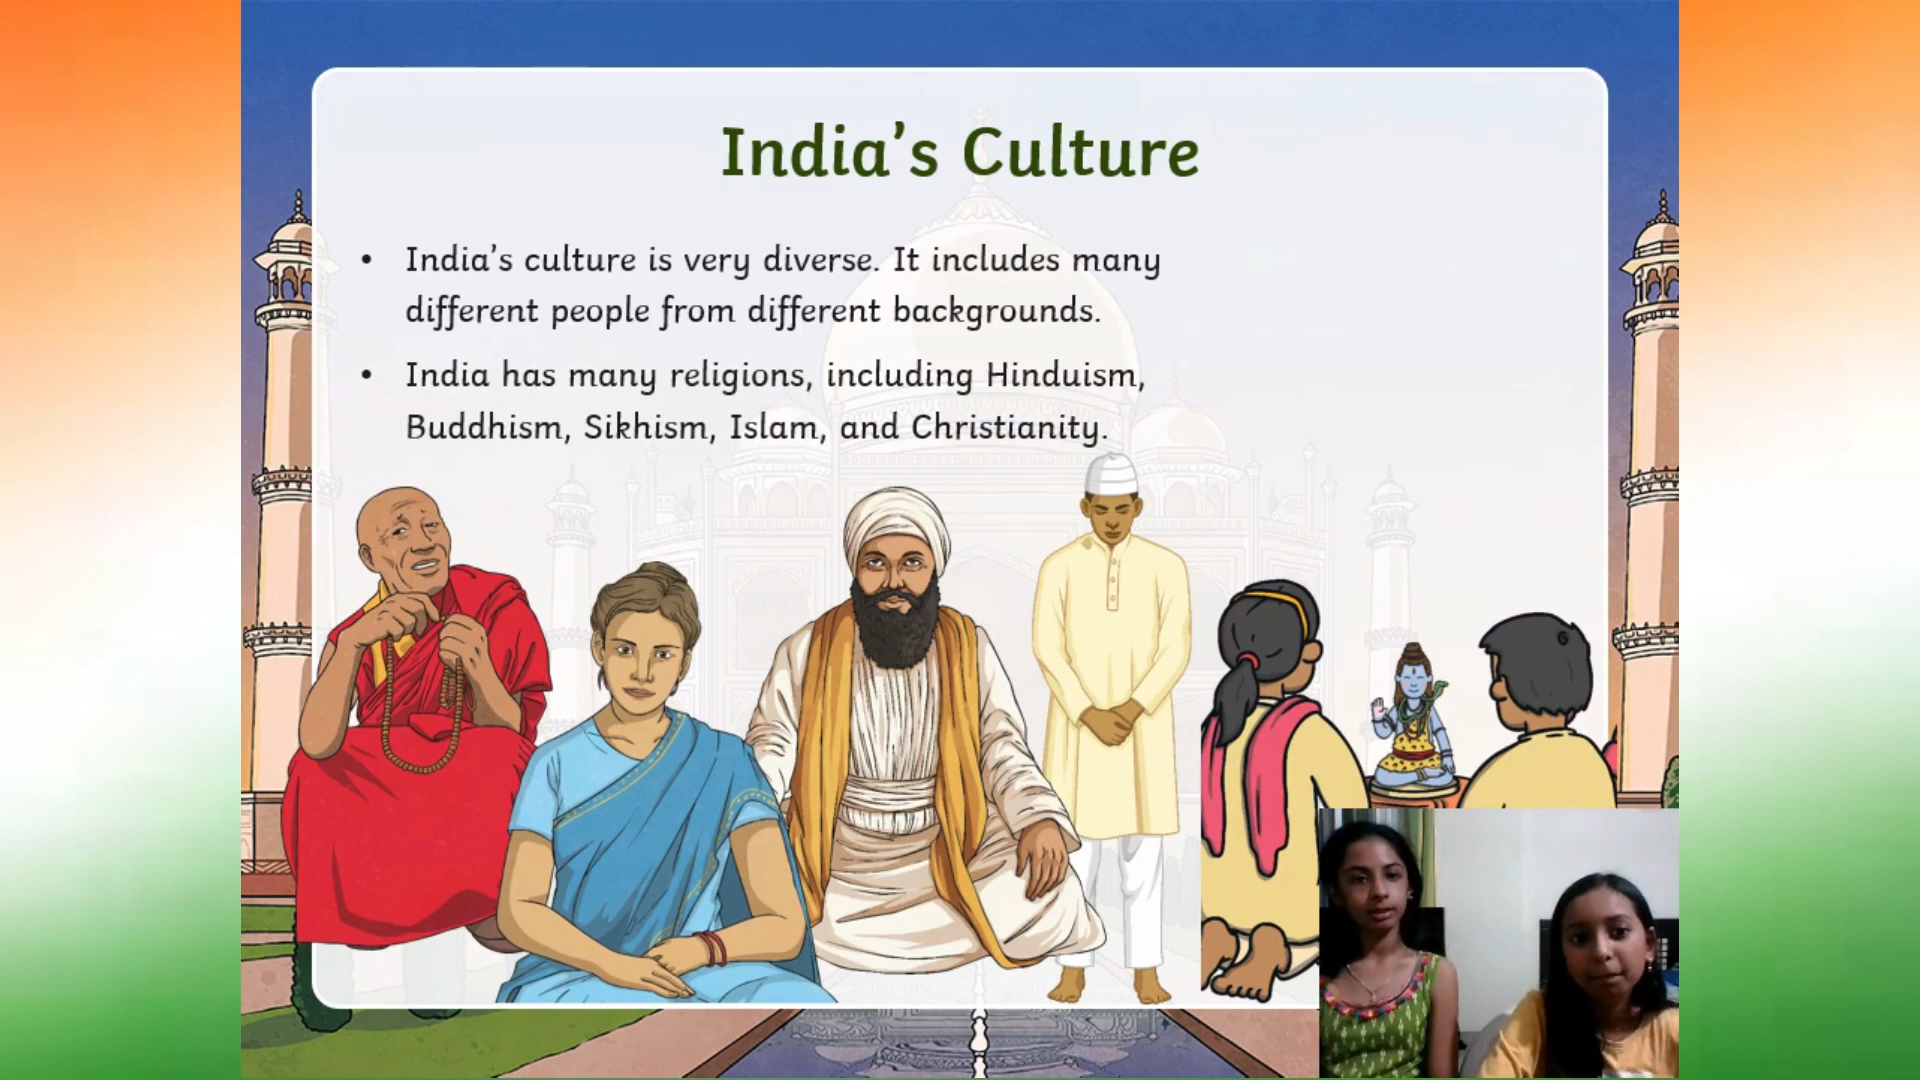 India’s Culture
• India’s culture is very diverse. It includes many
different people from different backgrounds.
• India has many religions, including Hinduism,
Buddhism, Sikhism, Islam, and Christianity.